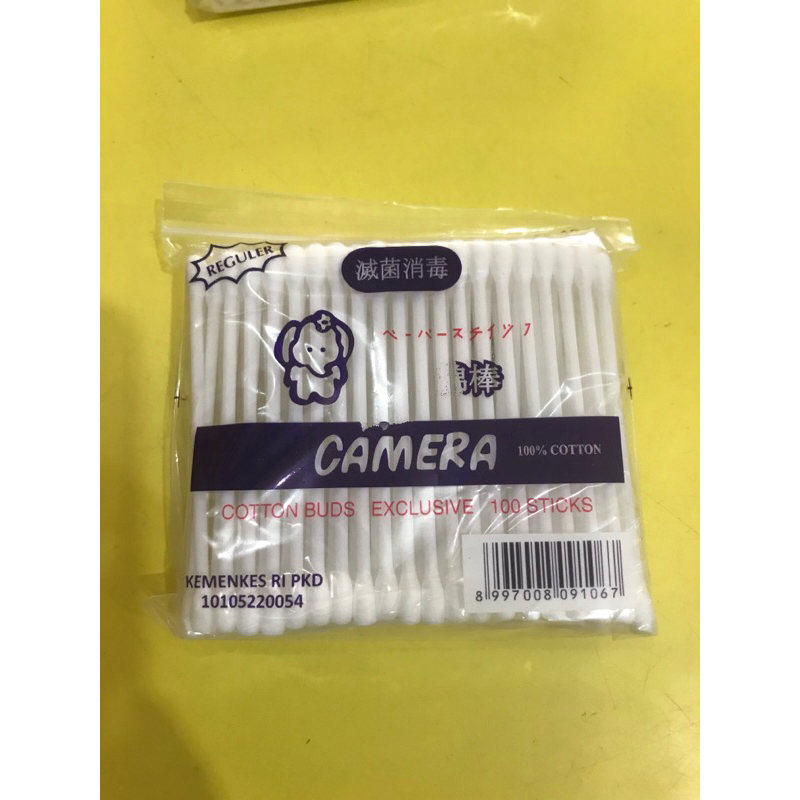 REGULER
滅菌消毒
ペーパースティック
綿棒
CAMERA 100% COTTON
COTTON BUDS EXCLUSIVE 100 STICKS
KEMENKES RI PKD
10105220054
8 997008 091067